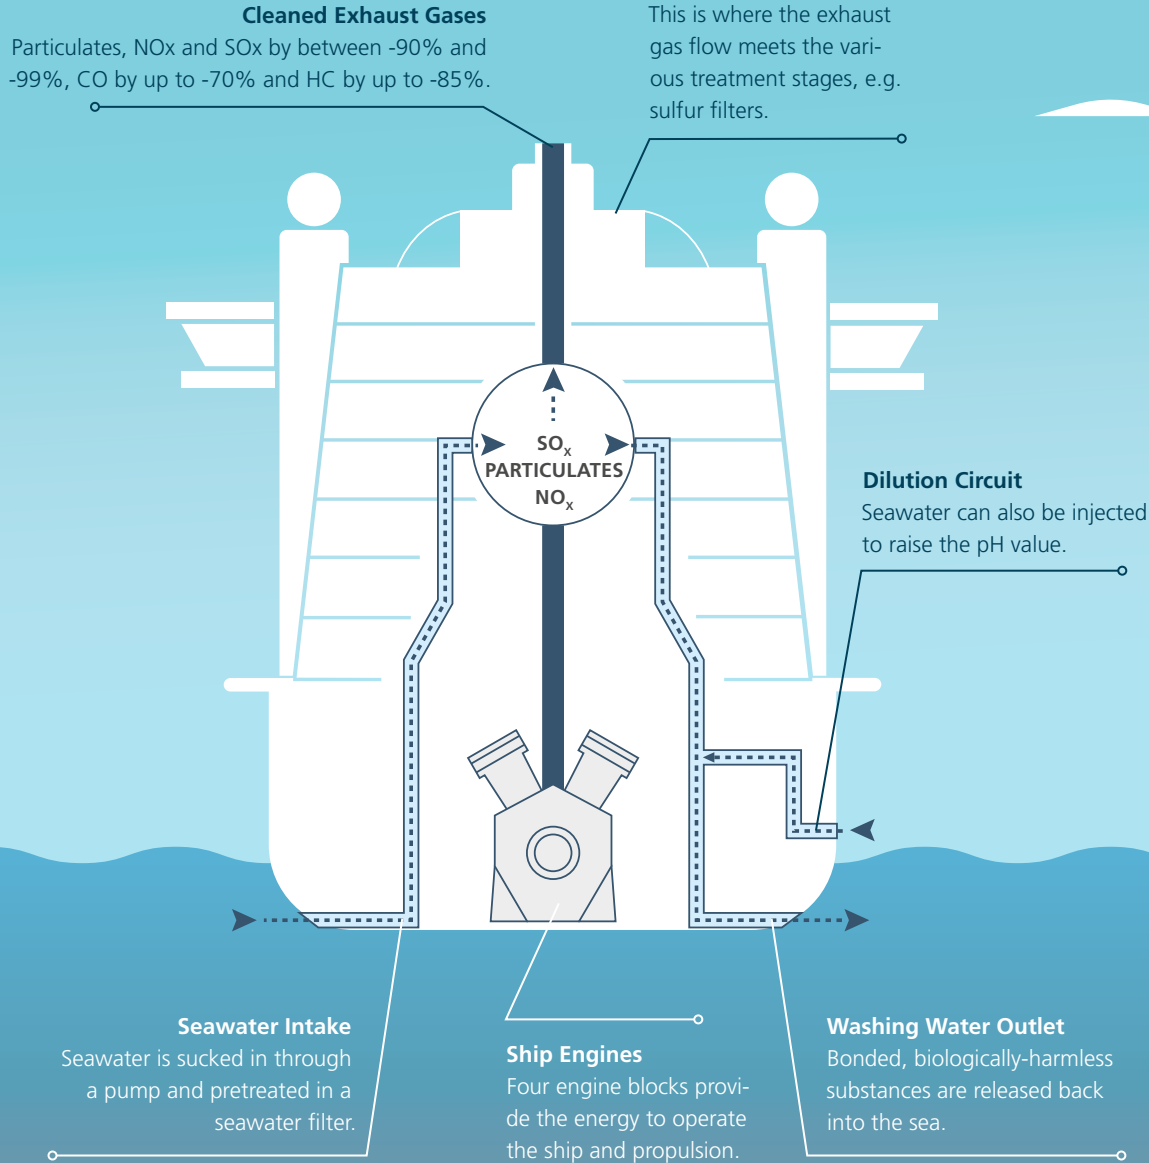 Cleaned Exhaust Gases
Particulates, NOx and SOx by between -90% and
-99%, CO by up to -70% and HC by up to -85%.
This is where the exhaust
gas flow meets the vari-
ous treatment stages, e.g.
sulfur filters.
SOx
PARTICULATES
NOx
Dilution Circuit
Seawater can also be injected
to raise the pH value.
Seawater Intake
Seawater is sucked in through
a pump and pretreated in a
seawater filter.
Ship Engines
Four engine blocks provi-
de the energy to operate
the ship and propulsion.
Washing Water Outlet
Bonded, biologically-harmless
substances are released back
into the sea.